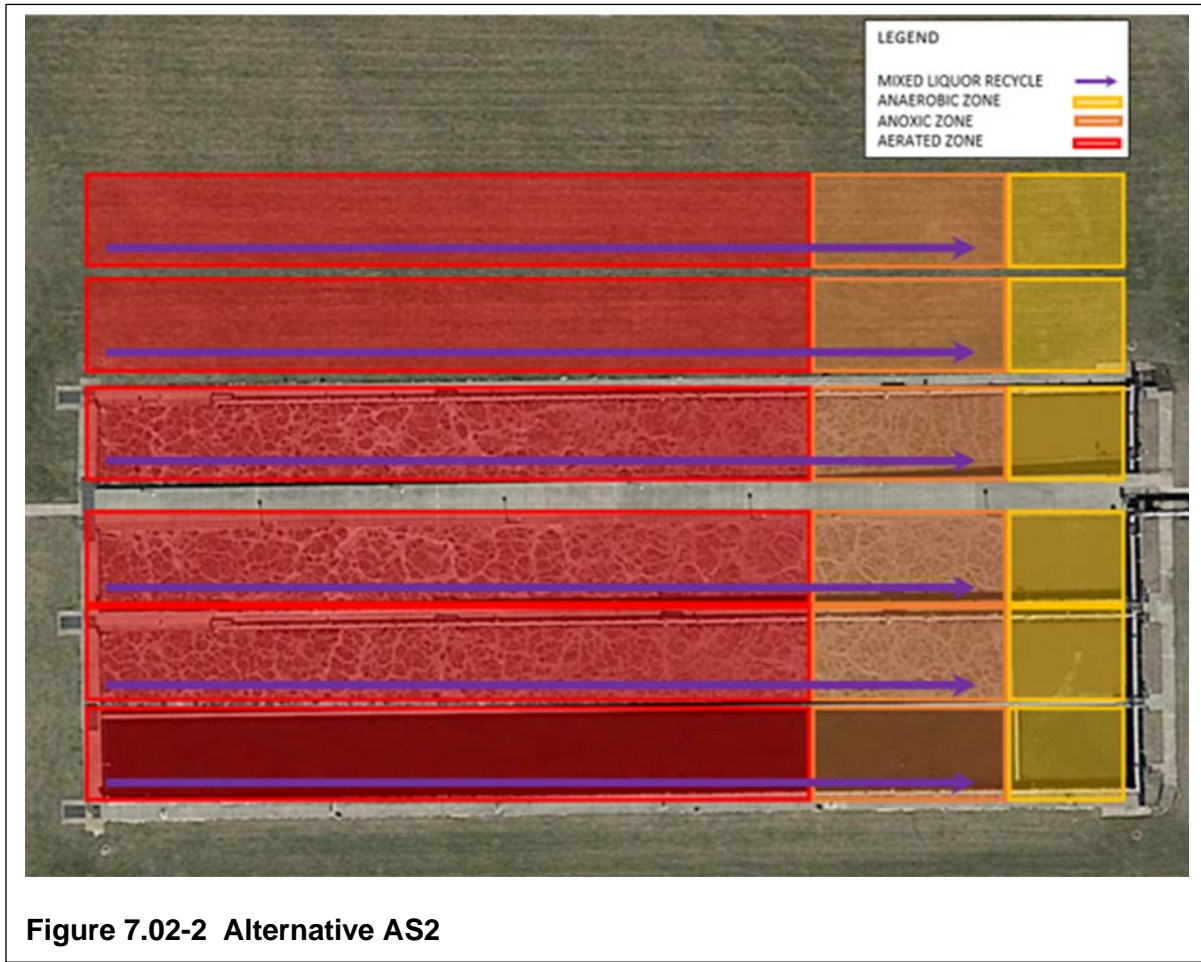 LEGEND
MIXED LIQUOR RECYCLE
ANAEROBIC ZONE
ANOXIC ZONE
AERATED ZONE
Figure 7.02-2  Alternative AS2